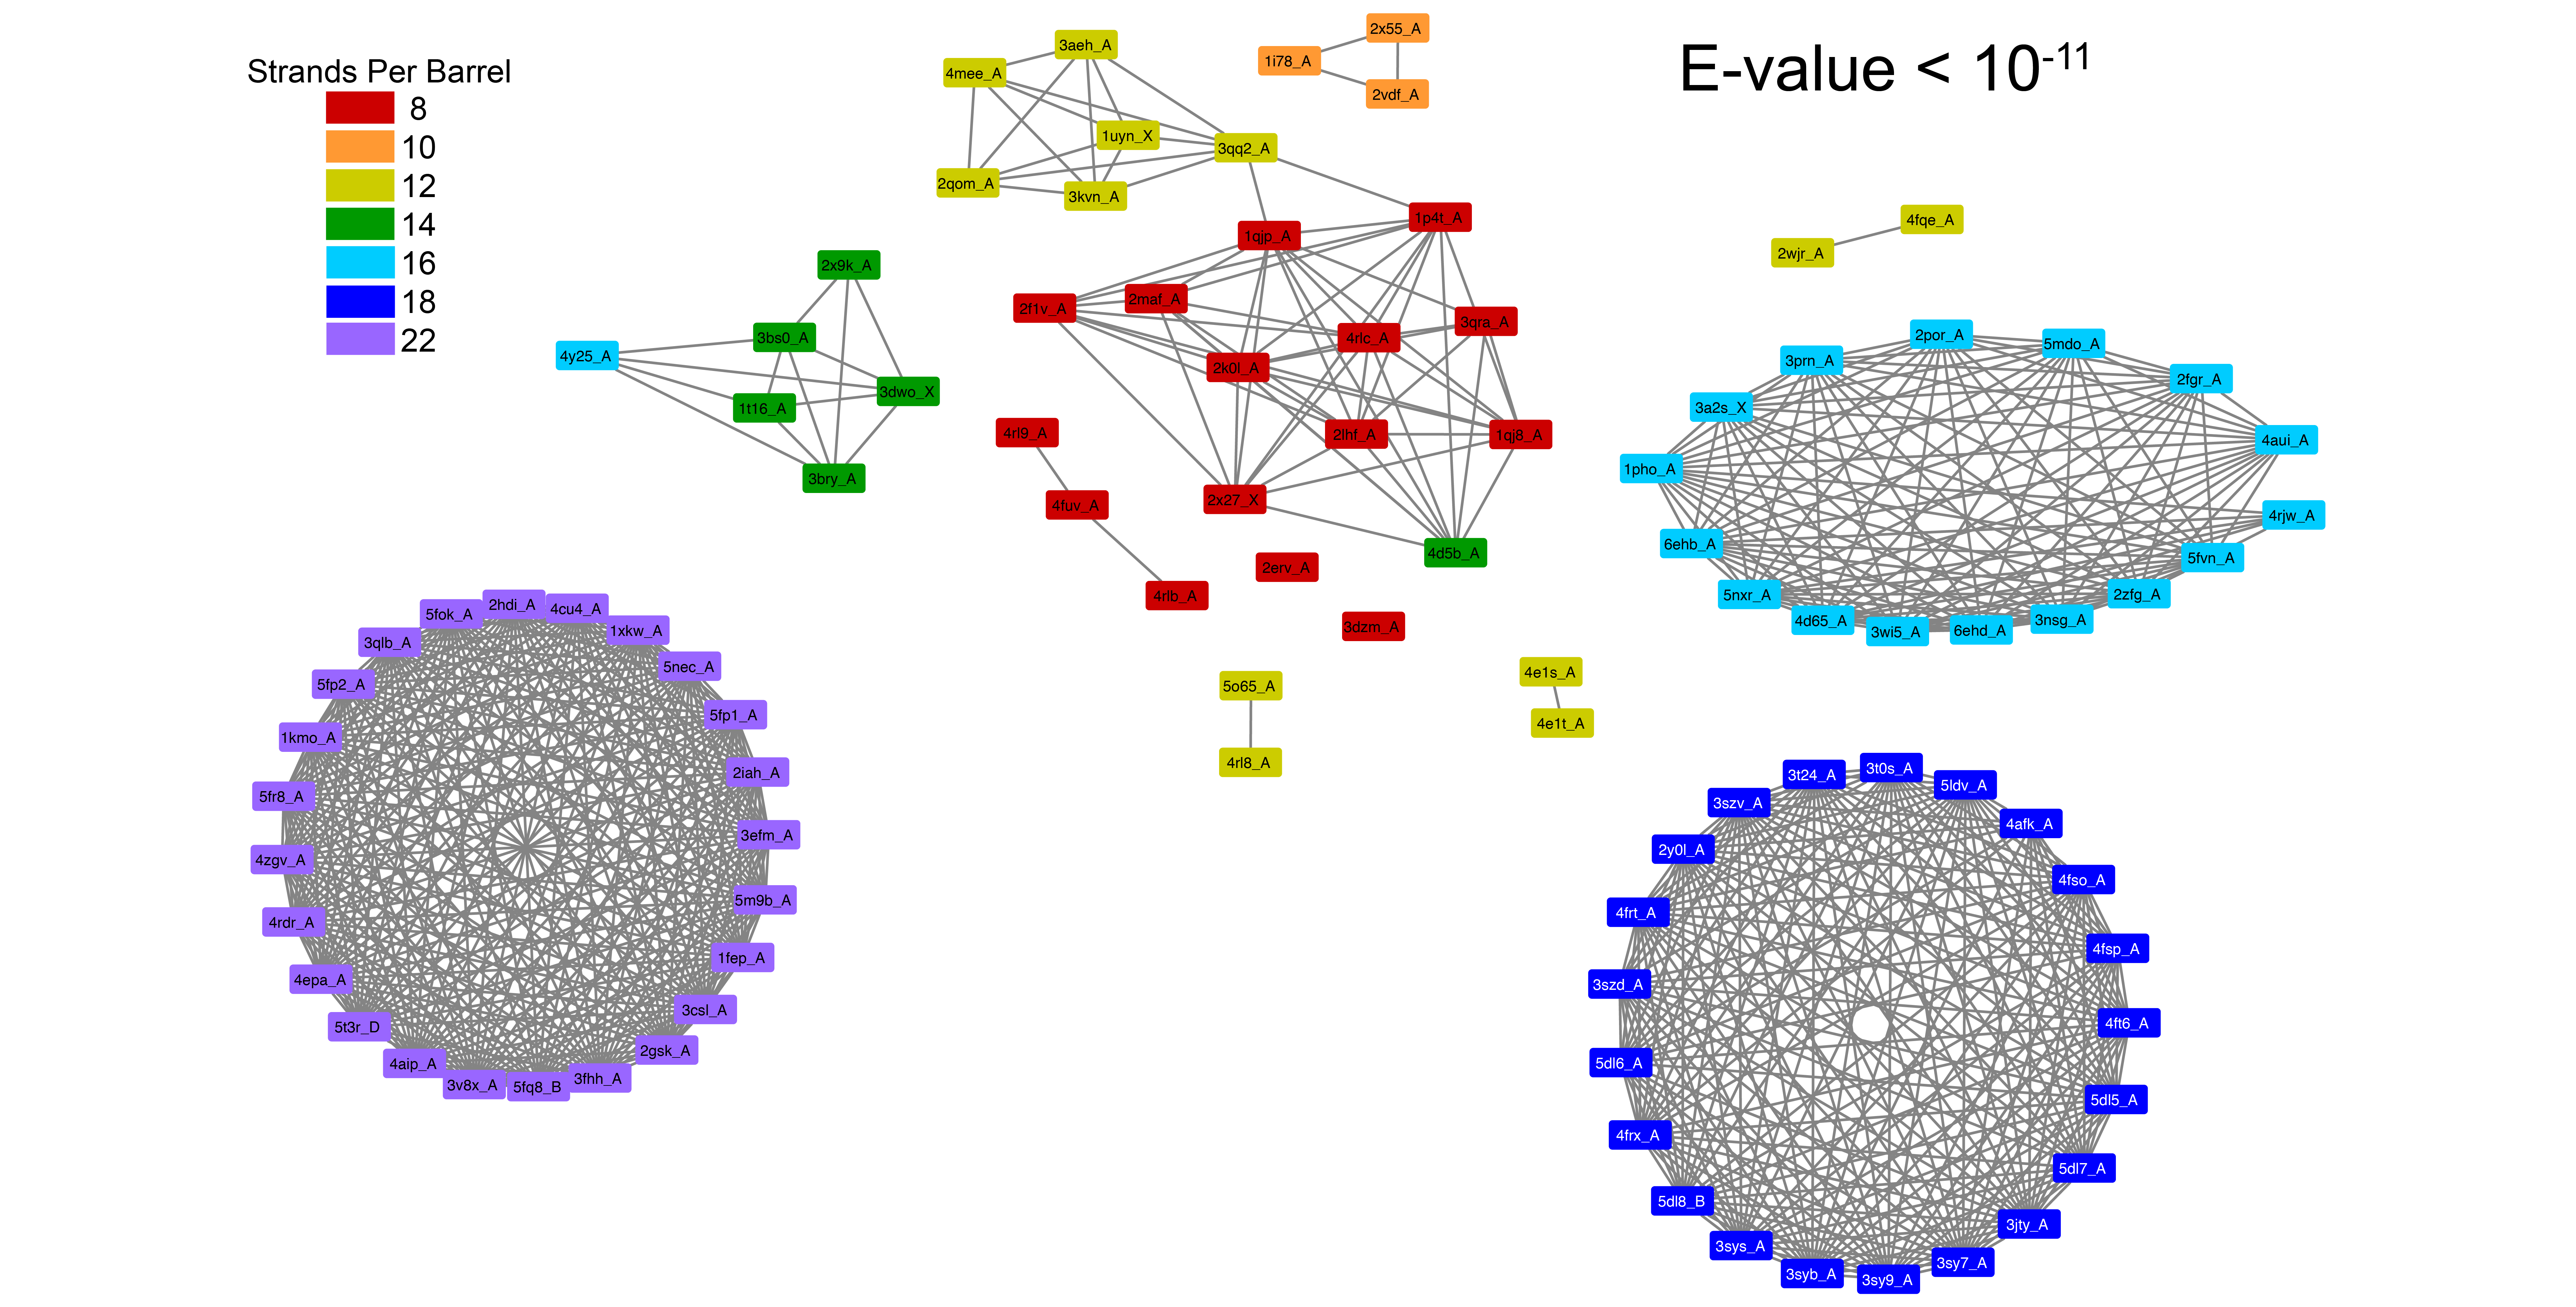 Strands Per Barrel
8
10
12
14
16
18
22
E-value < 10-11
2x55_A
1i78_A
2vdf_A
3aeh_A
4mee_A
1uyn_X
3qq2_A
2qom_A
3kvn_A
1p4t_A
1qjp_A
2f1v_A
2maf_A
3qra_A
4rlc_A
2k0l_A
2lhf_A
1qj8_A
2x27_X
4d5b_A
2x9k_A
3bs0_A
4y25_A
3dwo_X
1t16_A
3bry_A
4rl9_A
4fuv_A
4rlb_A
2erv_A
3dzm_A
4fqe_A
2wjr_A
2por_A
5mdo_A
3prn_A
2fgr_A
3a2s_X
4aui_A
1pho_A
4rjw_A
6ehb_A
5fvn_A
5nxr_A
2zfg_A
4d65_A
3wi5_A
6ehd_A
3nsg_A
5o65_A
4rl8_A
4e1s_A
4e1t_A
2hdi_A
4cu4_A
5fok_A
1xkw_A
3qlb_A
5nec_A
5fp2_A
5fp1_A
1kmo_A
2iah_A
5fr8_A
3efm_A
4zgv_A
5m9b_A
4rdr_A
1fep_A
4epa_A
3csl_A
5t3r_D
2gsk_A
4aip_A
3v8x_A
5fq8_B
3fhh_A
3t0s_A
3t24_A
5ldv_A
3szv_A
4afk_A
2y0l_A
4fso_A
4frt_A
4fsp_A
3szd_A
4ft6_A
5dl6_A
5dl5_A
4frx_A
5dl7_A
5dl8_B
3jty_A
3sys_A
3sy7_A
3syb_A
3sy9_A